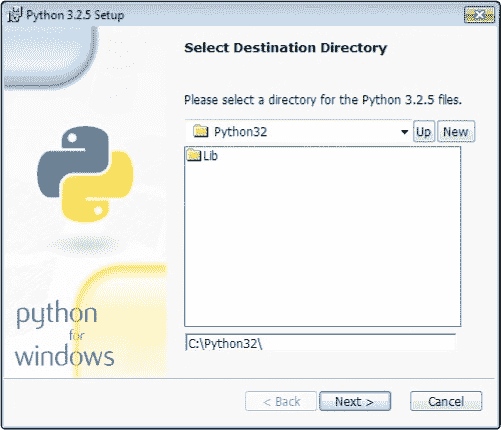 Python 3.2.5 Setup
Select Destination Directory
Please select a directory for the Python 3.2.5 files.
Python32
Up
New
Lib
python
for
windows
C:\Python32\
< Back
Next >
Cancel